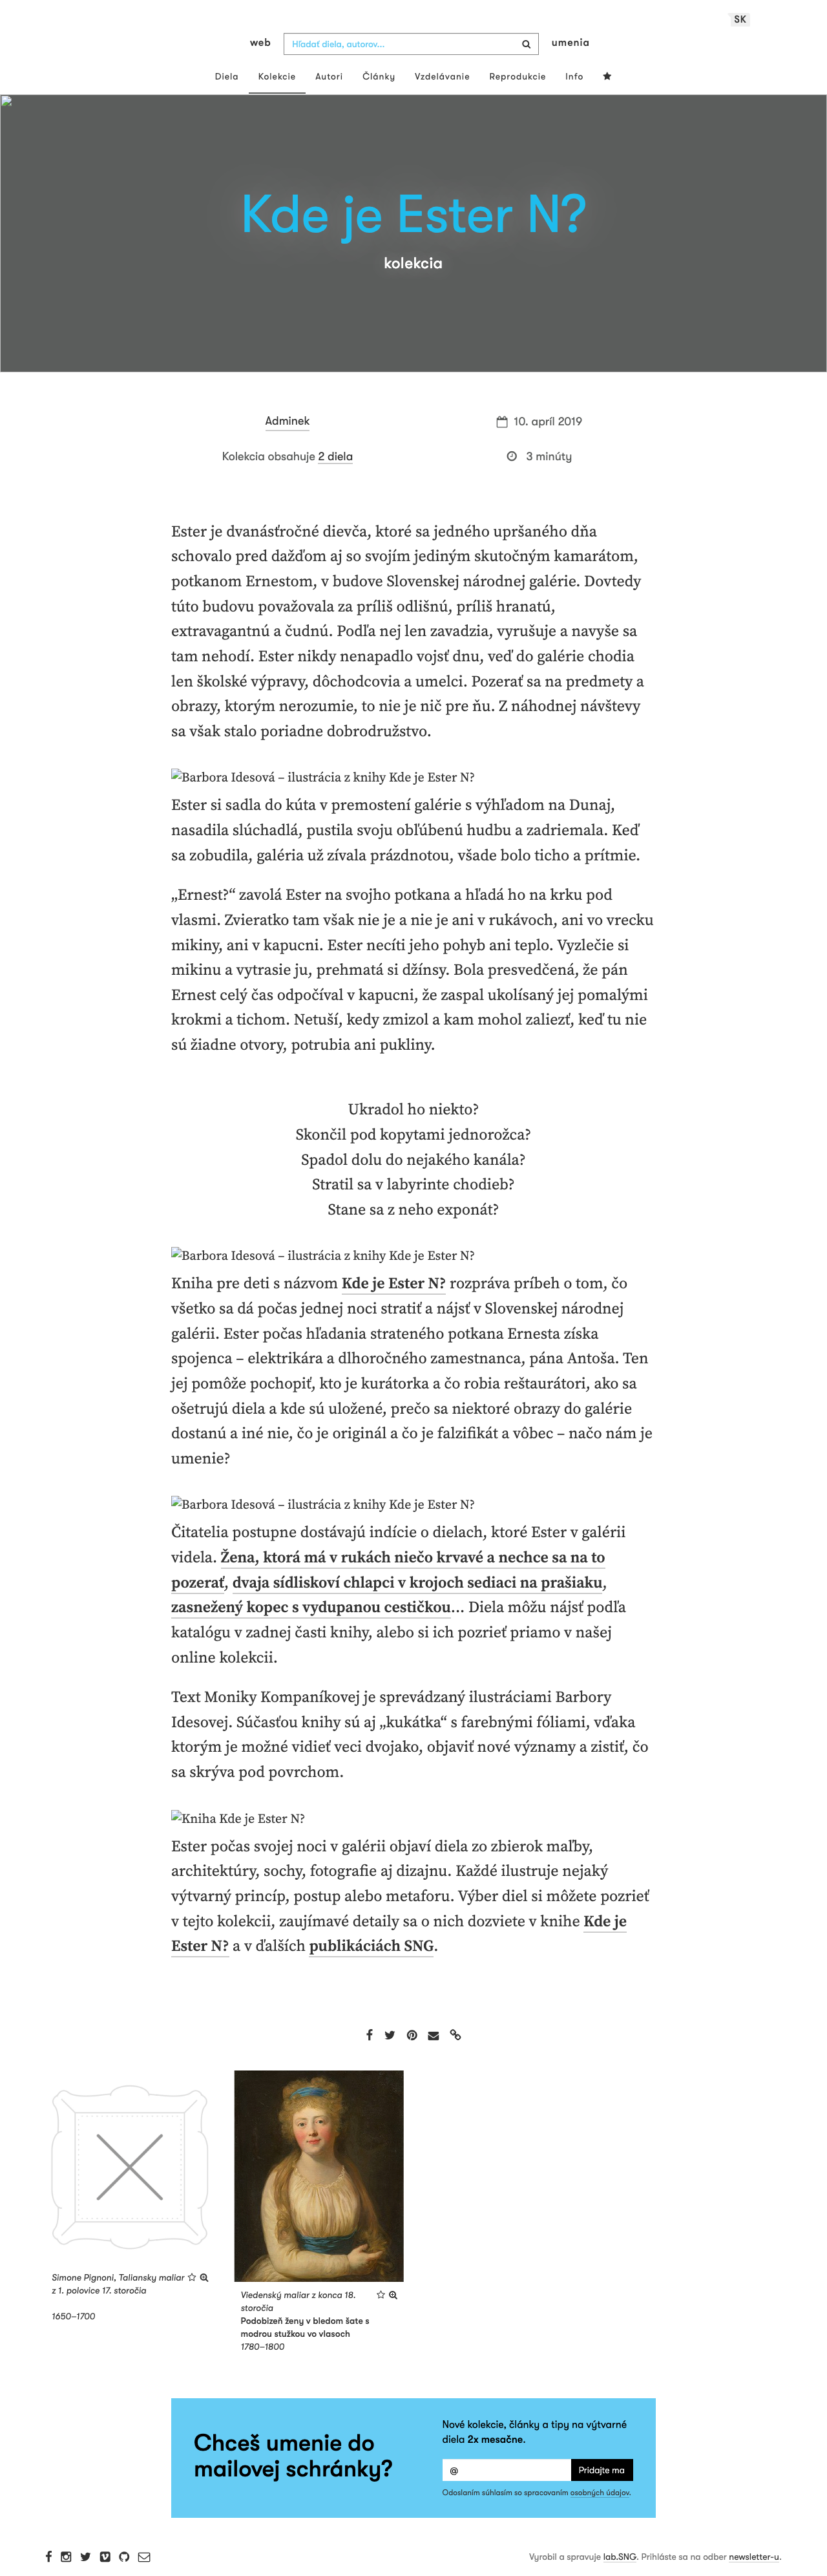 SK
web
Hľadať diela, autorov...
umenia
Diela Kolekcie Autori Články Vzdelávanie Reprodukcie Info
Kde je Ester N?
kolekcia
Adminek
10. apríl 2019
Kolekcia obsahuje 2 diela
3 minúty
Ester je dvanásťročné dievča, ktoré sa jedného upršaného dňa
schovalo pred dažďom aj so svojím jediným skutočným kamarátom,
potkanom Ernestom, v budove Slovenskej národnej galérie. Dovtedy
túto budovu považovala za príliš odlišnú, príliš hranatú,
extravagantnú a čudnú. Podľa nej len zavadzia, vyrušuje a navyše sa
tam nehodí. Ester nikdy nenapadlo vojsť dnu, veď do galérie chodia
len školské výpravy, dôchodcovia a umelci. Pozerať sa na predmety a
obrazy, ktorým nerozumie, to nie je nič pre ňu. Z náhodnej návštevy
sa však stalo poriadne dobrodružstvo.
Barbora Idesová – ilustrácia z knihy Kde je Ester N?
Ester si sadla do kúta v premostení galérie s výhľadom na Dunaj,
nasadila slúchadlá, pustila svoju obľúbenú hudbu a zadriemala. Keď
sa zobudila, galéria už zívala prázdnotou, všade bolo ticho a prítmie.
„Ernest?“ zavolá Ester na svojho potkana a hľadá ho na krku pod
vlasmi. Zvieratko tam však nie je a nie je ani v rukávoch, ani vo vrecku
mikiny, ani v kapucni. Ester necíti jeho pohyb ani teplo. Vyzlečie si
mikinu a vytrasie ju, prehmatá si džínsy. Bola presvedčená, že pán
Ernest celý čas odpočíval v kapucni, že zaspal ukolísaný jej pomalými
krokmi a tichom. Netuší, kedy zmizol a kam mohol zaliezť, keď tu nie
sú žiadne otvory, potrubia ani pukliny.
Ukradol ho niekto?
Skončil pod kopytami jednorožca?
Spadol dolu do nejakého kanála?
Stratil sa v labyrinte chodieb?
Stane sa z neho exponát?
Barbora Idesová – ilustrácia z knihy Kde je Ester N?
Kniha pre deti s názvom Kde je Ester N? rozpráva príbeh o tom, čo
všetko sa dá počas jednej noci stratiť a nájsť v Slovenskej národnej
galérii. Ester počas hľadania strateného potkana Ernesta získa
spojenca – elektrikára a dlhoročného zamestnanca, pána Antoša. Ten
jej pomôže pochopiť, kto je kurátorka a čo robia reštaurátori, ako sa
ošetrujú diela a kde sú uložené, prečo sa niektoré obrazy do galérie
dostanú a iné nie, čo je originál a čo je falzifikát a vôbec – načo nám je
umenie?
Barbora Idesová – ilustrácia z knihy Kde je Ester N?
Čitatelia postupne dostávajú indície o dielach, ktoré Ester v galérii
videla. Žena, ktorá má v rukách niečo krvavé a nechce sa na to
pozerať, dvaja sídliskoví chlapci v krojoch sediaci na prašiaku,
zasnežený kopec s vydupanou cestičkou... Diela môžu nájsť podľa
katalógu v zadnej časti knihy, alebo si ich pozrieť priamo v našej
online kolekcii.
Text Moniky Kompaníkovej je sprevádzaný ilustráciami Barbory
Idesovej. Súčasťou knihy sú aj „kukátka“ s farebnými fóliami, vďaka
ktorým je možné vidieť veci dvojako, objaviť nové významy a zistiť, čo
sa skrýva pod povrchom.
Kniha Kde je Ester N?
Ester počas svojej noci v galérii objaví diela zo zbierok maľby,
architektúry, sochy, fotografie aj dizajnu. Každé ilustruje nejaký
výtvarný princíp, postup alebo metaforu. Výber diel si môžete pozrieť
v tejto kolekcii, zaujímavé detaily sa o nich dozviete v knihe Kde je
Ester N? a v ďalších publikáciách SNG.
Simone Pignoni, Taliansky maliar
z 1. polovice 17. storočia
1650–1700
Viedenský maliar z konca 18.
storočia
Podobizeň ženy v bledom šate s
modrou stužkou vo vlasoch
1780–1800
Chceš umenie do
mailovej schránky?
Nové kolekcie, články a tipy na výtvarné
diela 2x mesačne.
@
Pridajte ma
Odoslaním súhlasím so spracovaním osobných údajov.
Vyrobil a spravuje lab.SNG. Prihláste sa na odber newsletter-u.